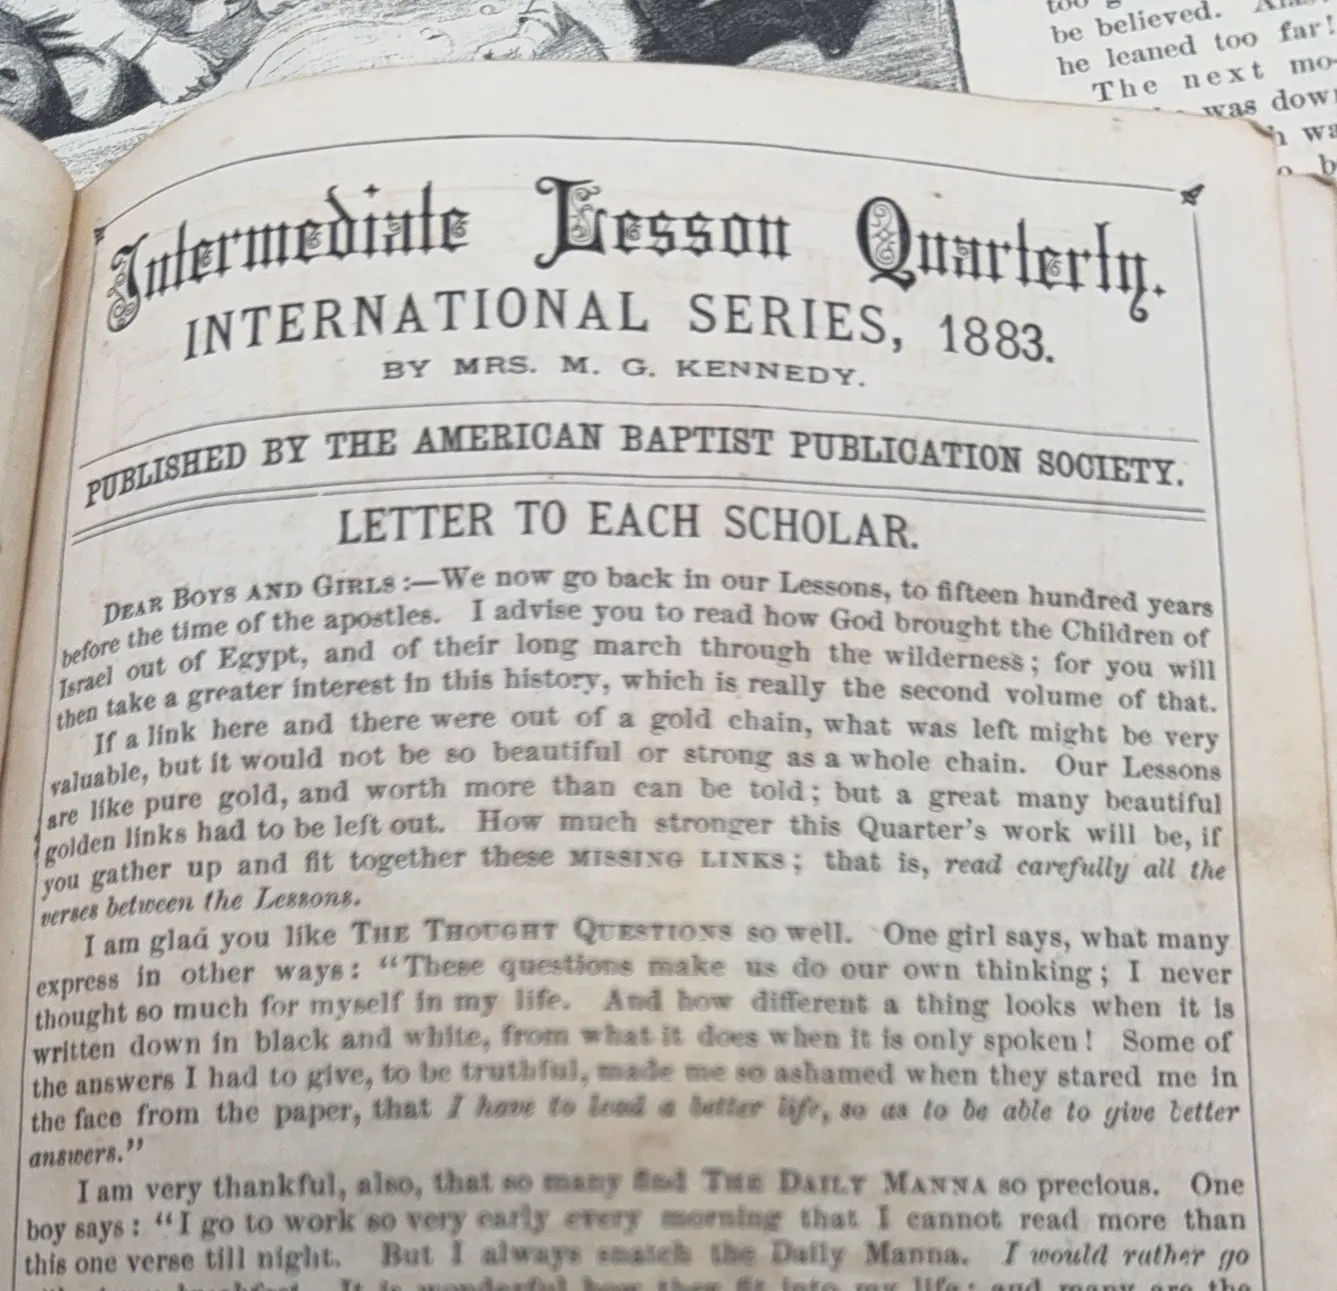 too
be believed.
he leaned too far!
The next mo-
was down
Intermediate Lesson Quarterly.
INTERNATIONAL SERIES, 1883.
BY MRS. M. G. KENNEDY.
PUBLISHED BY THE AMERICAN BAPTIST PUBLICATION SOCIETY.
LETTER TO EACH SCHOLAR.
DEAR BOYS AND GIRLS:—We now go back in our Lessons, to fifteen hundred years
before the time of the apostles. I advise you to read how God brought the Children of
Israel out of Egypt, and of their long march through the wilderness; for you will
then take a greater interest in this history, which is really the second volume of that.
If a link here and there were out of a gold chain, what was left might be very
valuable, but it would not be so beautiful or strong as a whole chain. Our Lessons
are like pure gold, and worth more than can be told; but a great many beautiful
golden links had to be left out. How much stronger this Quarter's work will be, if
you gather up and fit together these MISSING LINKS; that is, read carefully all the
verses between the Lessons.
I am glad you like THE THOUGHT QUESTIONS so well. One girl says, what many
express in other ways: "These questions make us do our own thinking; I never
thought so much for myself in my life. And how different a thing looks when it is
written down in black and white, from what it does when it is only spoken! Some of
the answers I had to give, to be truthful, made me so ashamed when they stared me in
the face from the paper, that I have to lead a better life, so as to be able to give better
answers."
I am very thankful, also, that so many find THE DAILY MANNA so precious. One
boy says: "I go to work so very early every morning that I cannot read more than
this one verse till night. But I always snatch the Daily Manna. I would rather go
It is wonderful how they fit into my life; and many are the